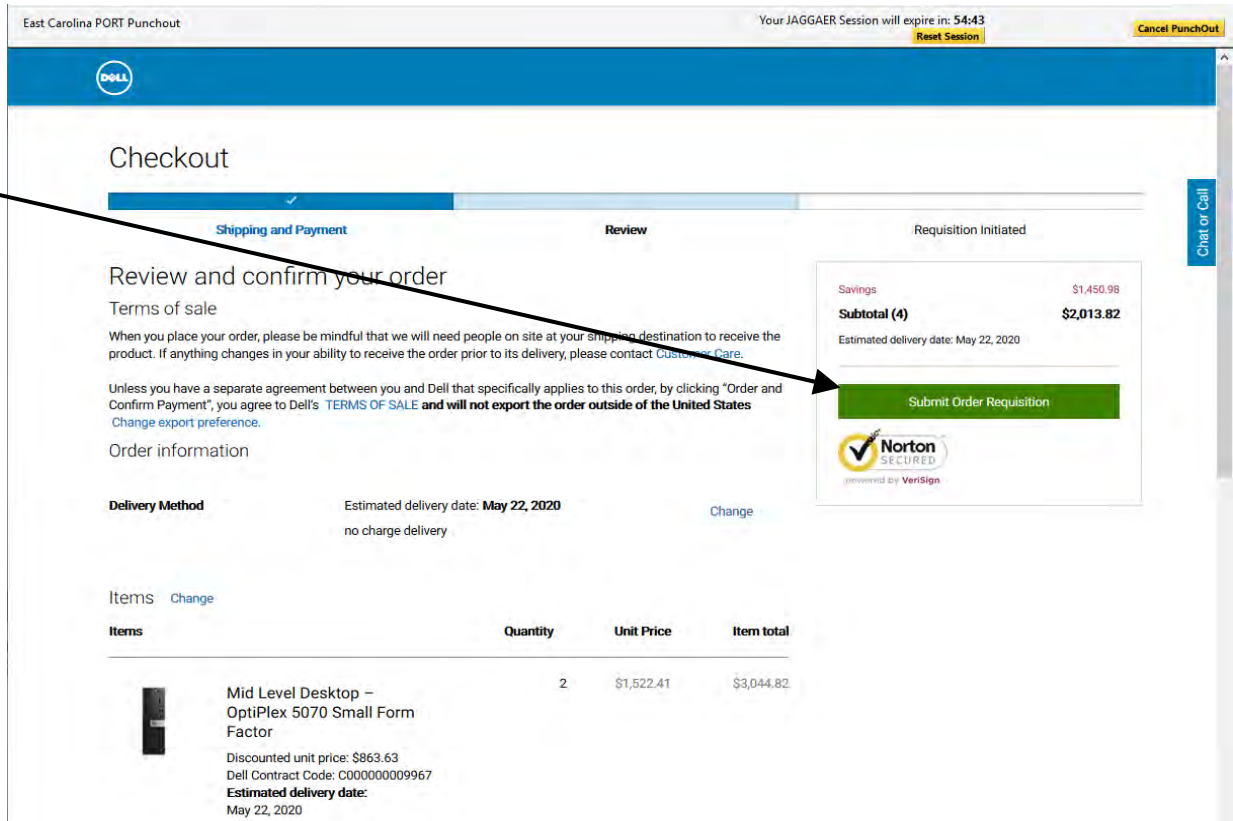 East Carolina PORT Punchout
Your JAGGAER Session will expire in: 54:43
Reset Session
Cancel PunchOut
DELL
Chat or Call
Checkout
Shipping and Payment
Review
Requisition Initiated
Review and confirm your order
Terms of sale
When you place your order, please be mindful that we will need people on site at your shipping destination to receive the
product. If anything changes in your ability to receive the order prior to its delivery, please contact Customer Care.
Unless you have a separate agreement between you and Dell that specifically applies to this order, by clicking "Order and
Confirm Payment", you agree to Dell's TERMS OF SALE and will not export the order outside of the United States
Change export preference.
Order information
Delivery Method
Estimated delivery date: May 22, 2020
Change
no charge delivery
Items Change
Items Quantity Unit Price Item total
Mid Level Desktop –
OptiPlex 5070 Small Form
Factor
2 $1,522.41 $3,044.82
Discounted unit price: $863.63
Dell Contract Code: C000000009967
Estimated delivery date:
May 22, 2020
Savings $1,450.98
Subtotal (4) $2,013.82
Estimated delivery date: May 22, 2020
Submit Order Requisition
Norton
SECURED
powered by VeriSign